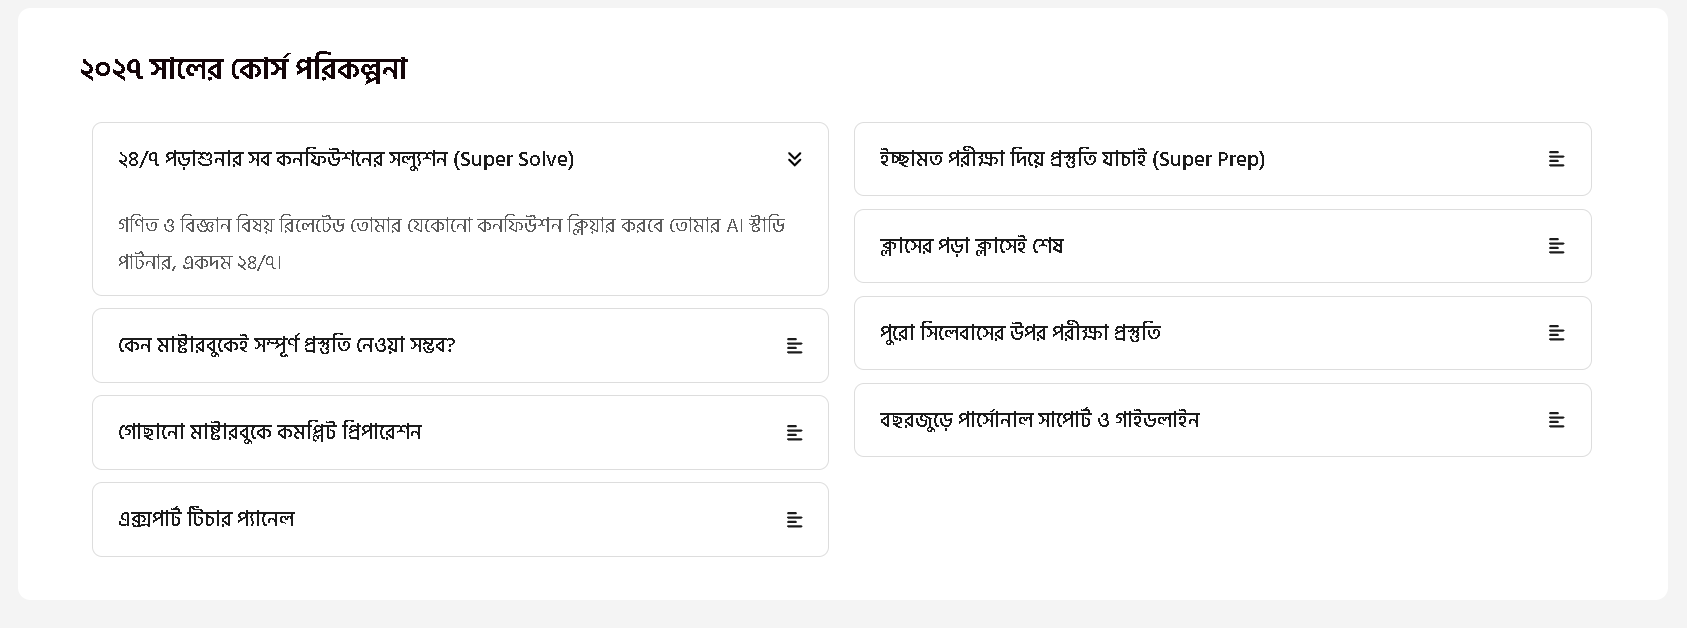 ২০২৭ সালের কোর্স পরিকল্পনা
২৪/৭ পড়াশুনার সব কনফিউশনের সল্যুশন (Super Solve)
গণিত ও বিজ্ঞান বিষয় রিলেটেড তোমার যেকোনো কনফিউশন ক্লিয়ার করবে তোমার AI স্টাডি
পার্টনার, একদম ২৪/৭।
কেন মাস্টারবুকেই সম্পূর্ণ প্রস্তুতি নেওয়া সম্ভব?
গোছানো মাস্টারবুকে কমপ্লিট প্রিপারেশন
এক্সপার্ট টিচার প্যানেল
ইচ্ছামত পরীক্ষা দিয়ে প্রস্তুতি যাচাই (Super Prep)
ক্লাসের পড়া ক্লাসেই শেষ
পুরো সিলেবাসের উপর পরীক্ষা প্রস্তুতি
বছরজুড়ে পার্সোনাল সাপোর্ট ও গাইডলাইন